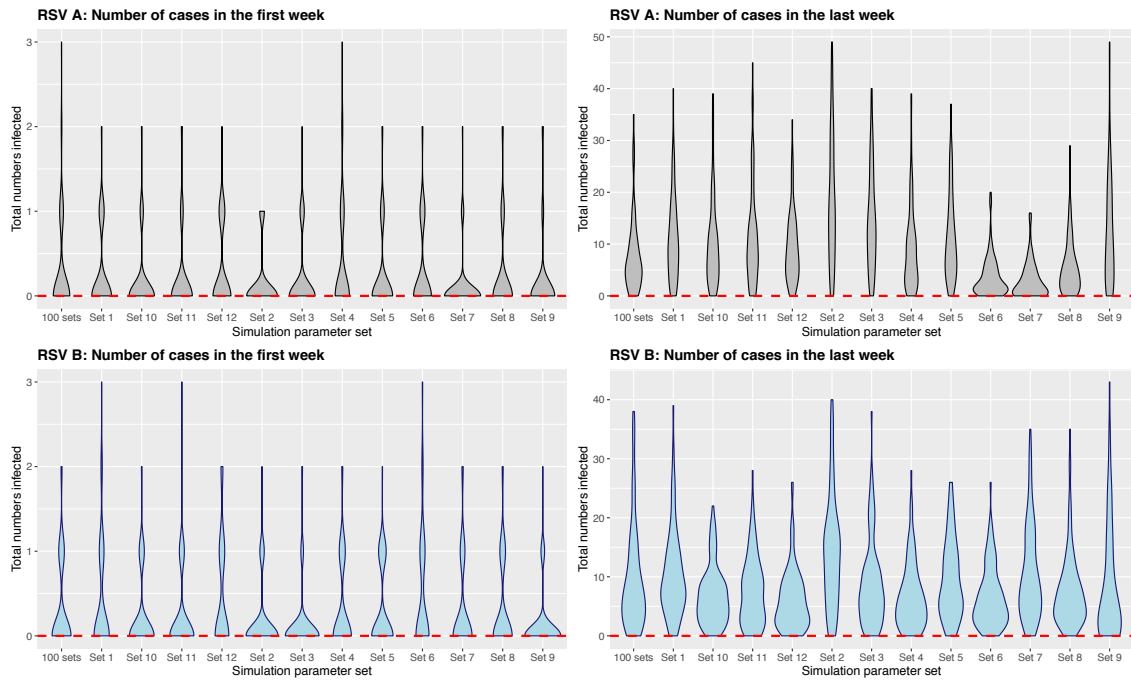 RSV A: Number of cases in the first week
Total numbers infected
3
2
1
0
100 sets Set 1 Set 10 Set 11 Set 12 Set 2 Set 3 Set 4 Set 5 Set 6 Set 7 Set 8 Set 9
Simulation parameter set
RSV A: Number of cases in the last week
Total numbers infected
50
40
30
20
10
0
100 sets Set 1 Set 10 Set 11 Set 12 Set 2 Set 3 Set 4 Set 5 Set 6 Set 7 Set 8 Set 9
Simulation parameter set
RSV B: Number of cases in the first week
Total numbers infected
3
2
1
0
100 sets Set 1 Set 10 Set 11 Set 12 Set 2 Set 3 Set 4 Set 5 Set 6 Set 7 Set 8 Set 9
Simulation parameter set
RSV B: Number of cases in the last week
Total numbers infected
40
30
20
10
0
100 sets Set 1 Set 10 Set 11 Set 12 Set 2 Set 3 Set 4 Set 5 Set 6 Set 7 Set 8 Set 9
Simulation parameter set